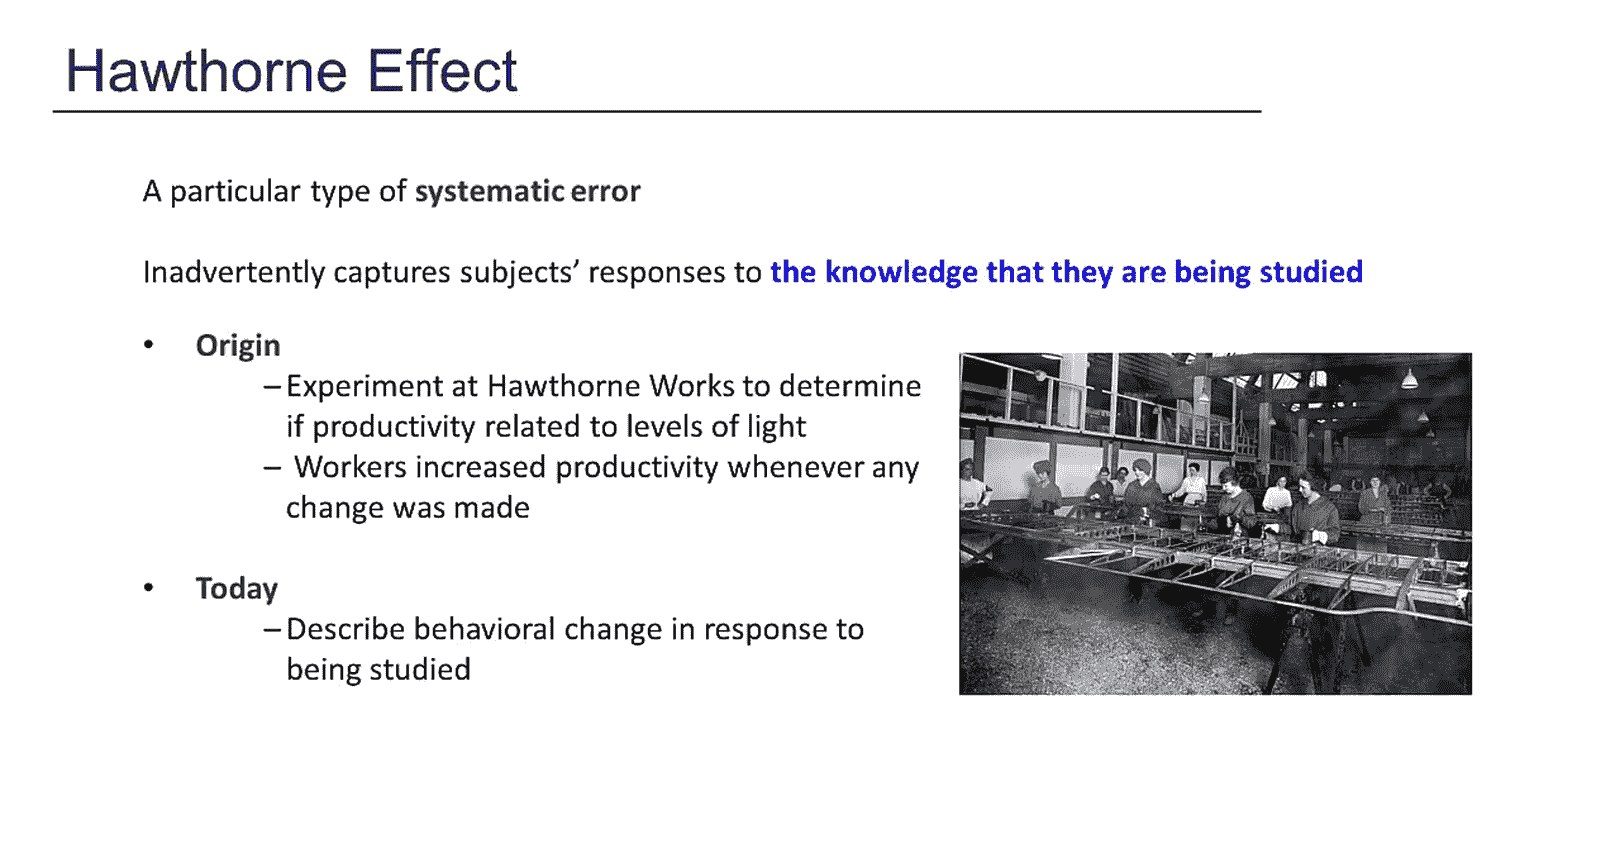 Hawthorne Effect
A particular type of systematic error
Inadvertently captures subjects’ responses to the knowledge that they are being studied
• Origin
– Experiment at Hawthorne Works to determine
if productivity related to levels of light
– Workers increased productivity whenever any
change was made
• Today
– Describe behavioral change in response to
being studied